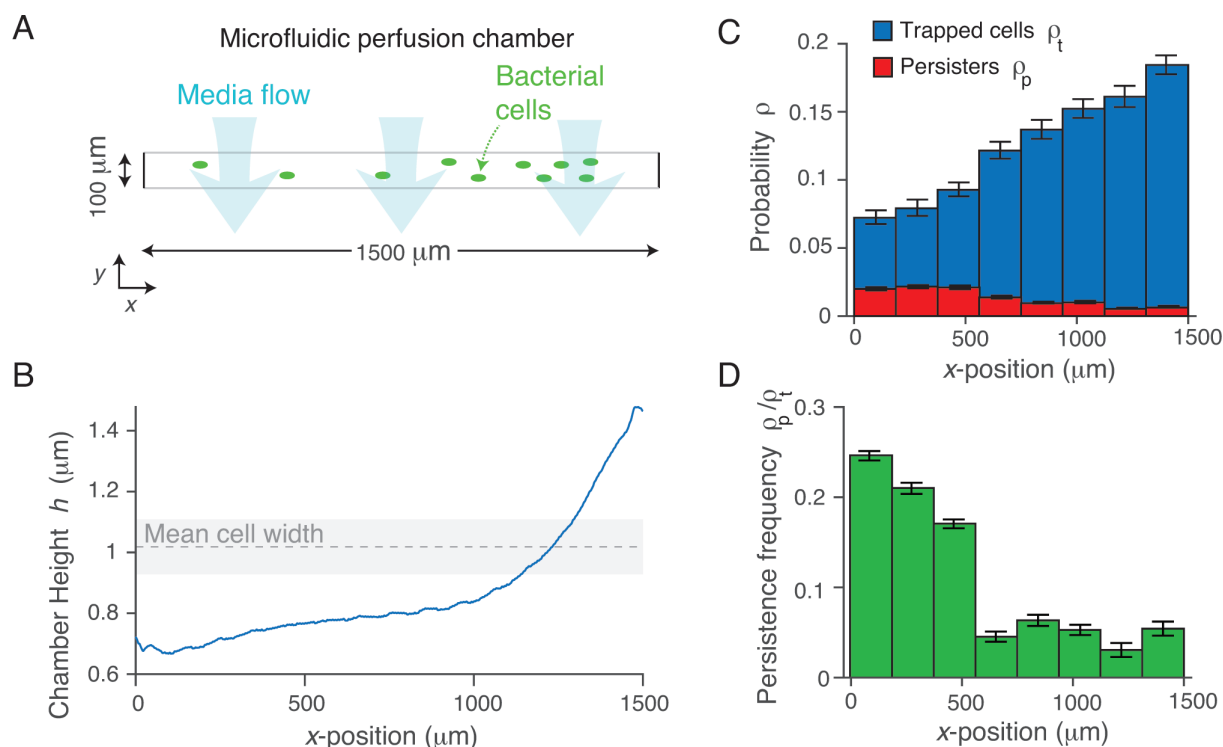 A
Microfluidic perfusion chamber
Media flow
Bacterial
cells
100 μm
1500 μm
y
x
B
Chamber Height h (μm)
1.4
1.2
1
0.8
0.6
Mean cell width
0
500
1000
1500
x-position (μm)
C
Trapped cells ρt
Persisters ρp
Probability ρ
0.2
0.15
0.1
0.05
0
0
500
1000
1500
x-position (μm)
D
Persistence frequency ρp/ρt
0.3
0.2
0.1
0
0
500
1000
1500
x-position (μm)